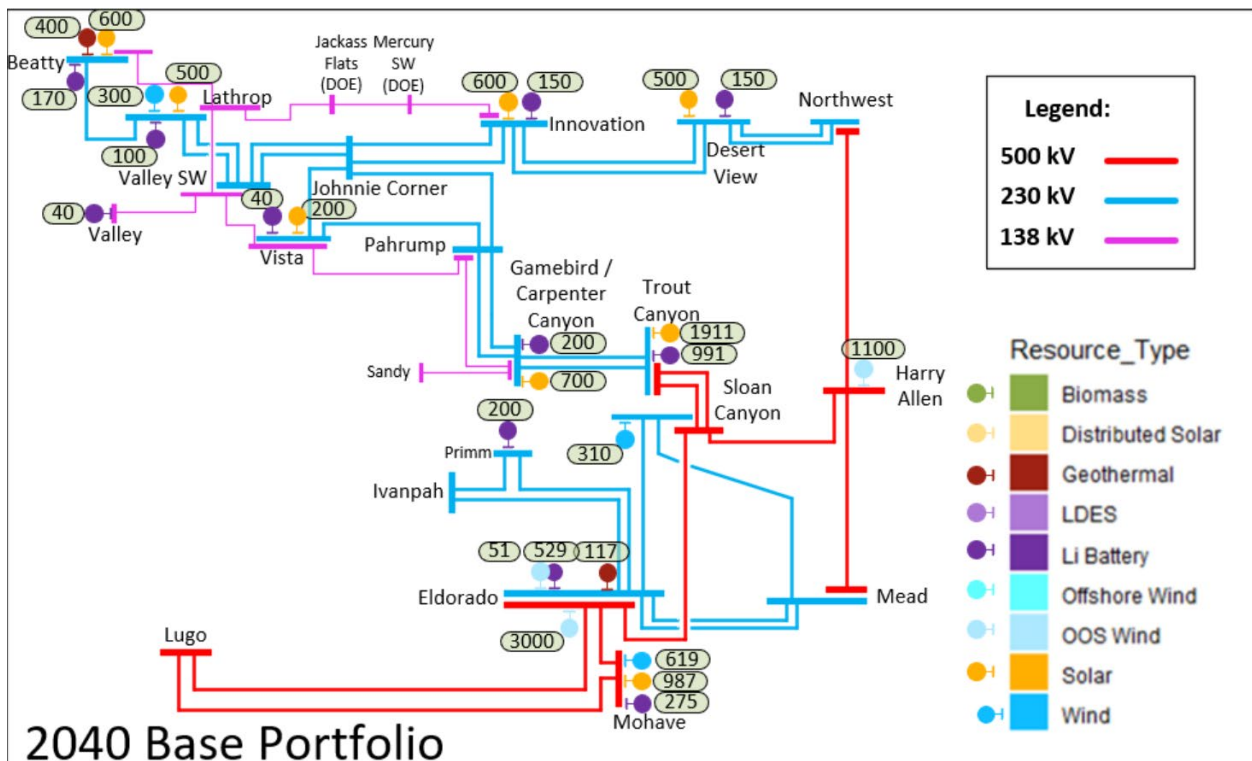 400
600
Beatty
170
300
500
Lathrop
100
Valley SW
Jackass
Flats
(DOE)
Mercury
SW
(DOE)
600
150
Innovation
500
150
Desert
View
Northwest
Legend:
500 kV
230 kV
138 kV
Johnnie Corner
40
200
40
Valley
Vista
Pahrump
Gamebird /
Carpenter
Canyon
200
700
Sandy
Trout
Canyon
1911
991
Sloan
Canyon
1100
Harry
Allen
310
200
Primm
Ivanpah
51
529
117
Eldorado
3000
Mead
Lugo
619
987
275
Mohave
Resource_Type
Biomass
Distributed Solar
Geothermal
LDES
Li Battery
Offshore Wind
OOS Wind
Solar
Wind
2040 Base Portfolio